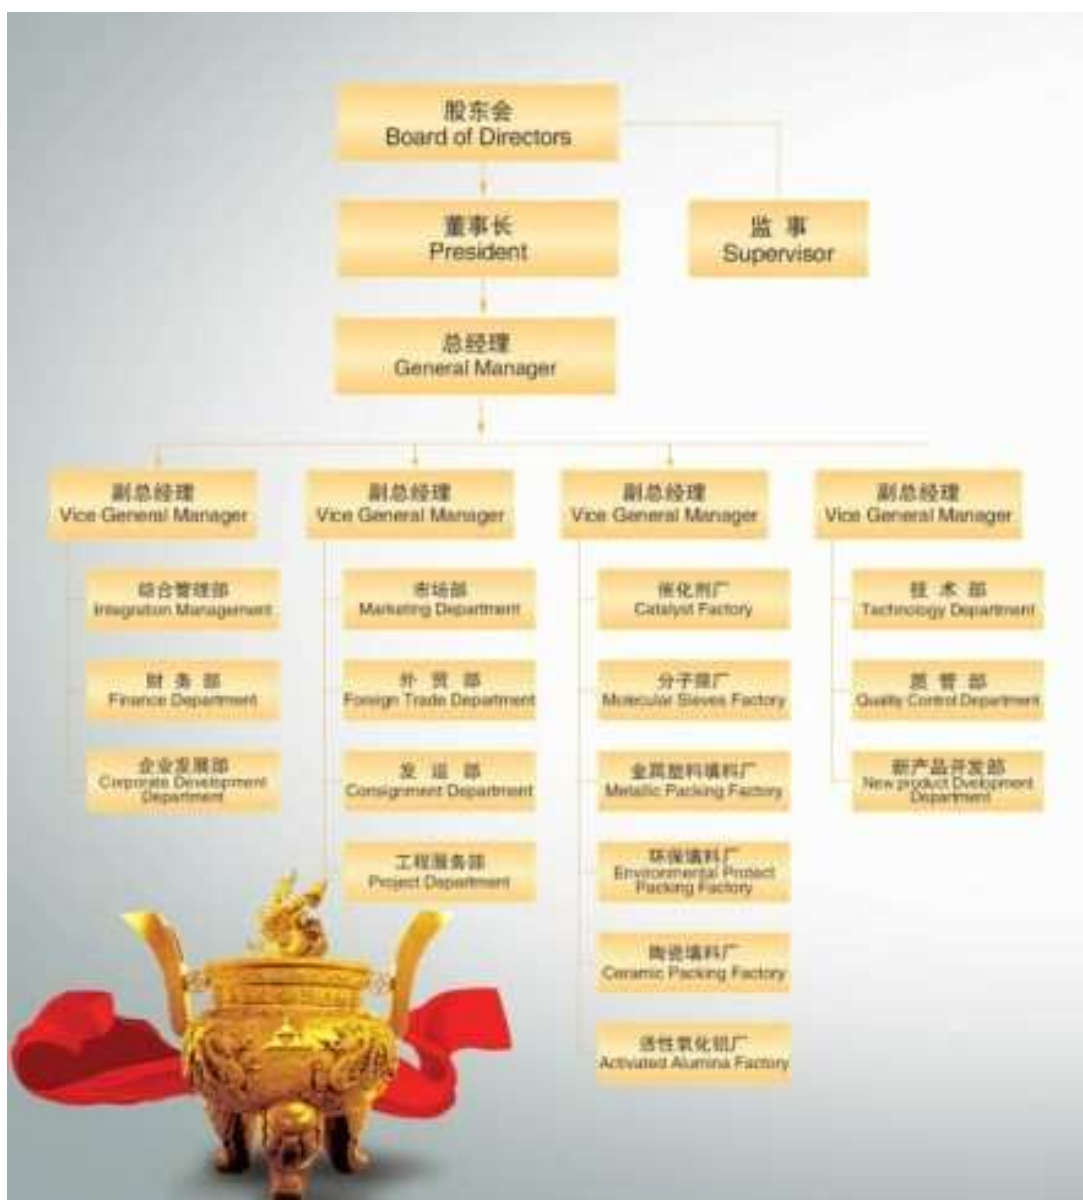 股东会
Board of Directors
董事长
President
监 事
Supervisor
总经理
General Manager
副总经理
Vice General Manager
综合管理部
Integration Management
财 务 部
Finance Department
企业发展部
Corporate Development
Department
副总经理
Vice General Manager
市场部
Marketing Department
外 贸 部
Foreign Trade Department
发 运 部
Consignment Department
工程服务部
Project Department
副总经理
Vice General Manager
催化剂厂
Catalyst Factory
分子筛厂
Molecular Sieves Factory
金属塑料填料厂
Metallic Packing Factory
环保填料厂
Environmental Protect
Packing Factory
陶瓷填料厂
Ceramic Packing Factory
活性氧化铝厂
Activated Alumina Factory
副总经理
Vice General Manager
技 术 部
Technology Department
质 管 部
Quality Control Department
新产品开发部
New product Dvelopment
Department